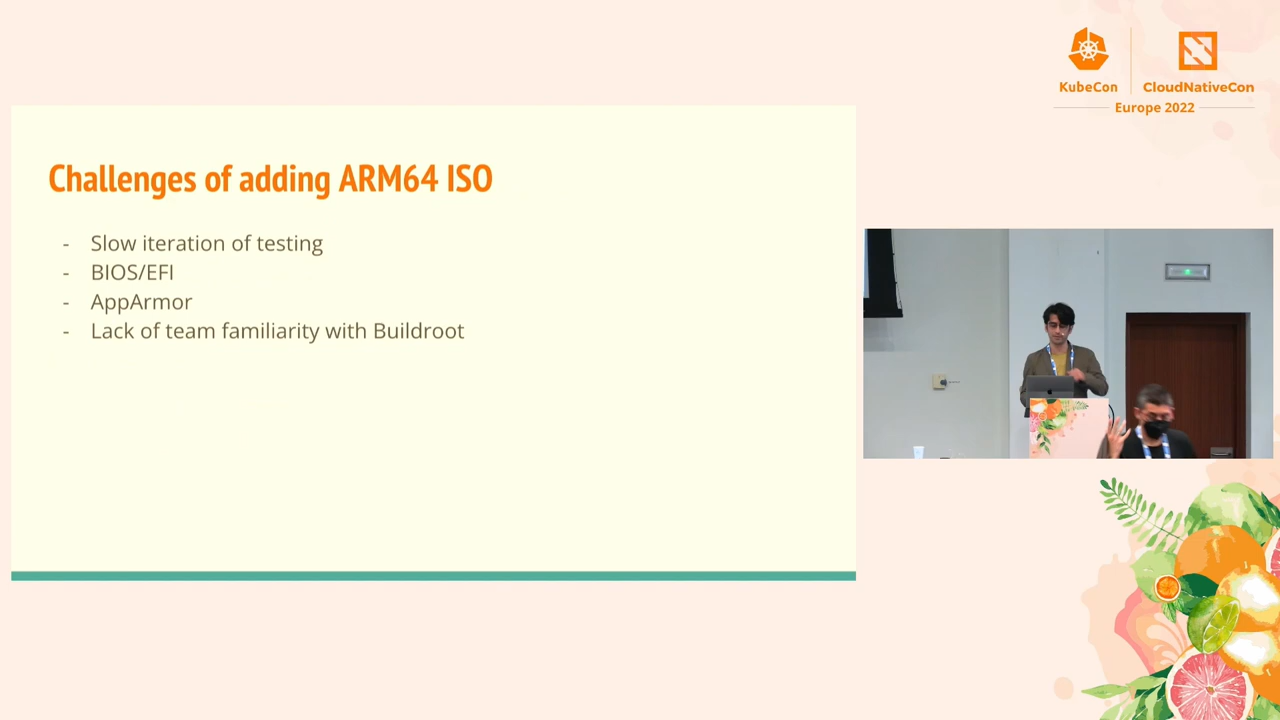 KubeCon
CloudNativeCon
Europe 2022
Challenges of adding ARM64 ISO
- Slow iteration of testing
- BIOS/EFI
- AppArmor
- Lack of team familiarity with Buildroot